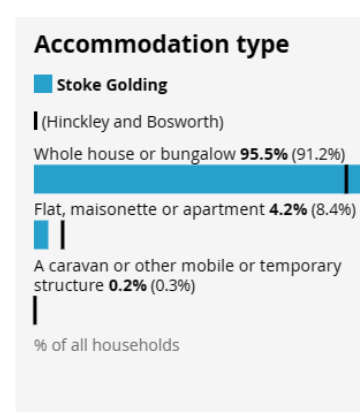 Accommodation type
Stoke Golding
(Hinckley and Bosworth)
Whole house or bungalow 95.5% (91.2%)
Flat, maisonette or apartment 4.2% (8.4%)
A caravan or other mobile or temporary
structure 0.2% (0.3%)
% of all households